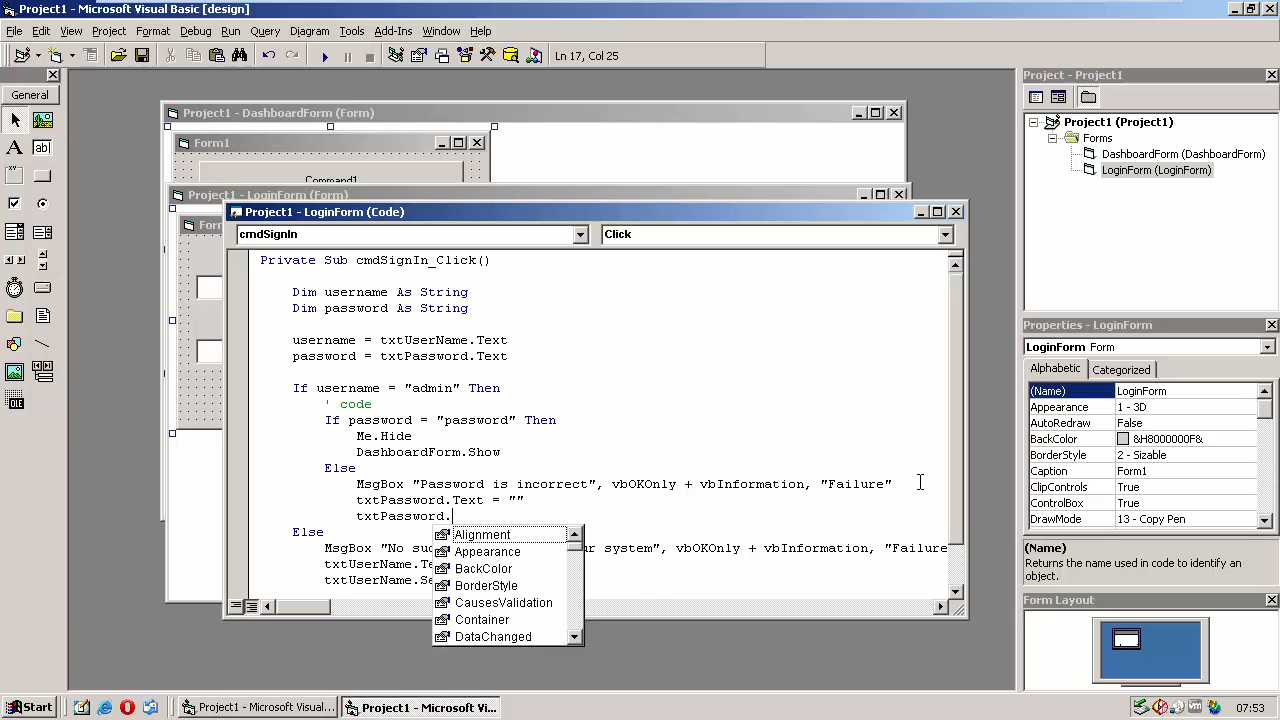 Project1 - Microsoft Visual Basic [design]
File Edit View Project Format Debug Run Query Diagram Tools Add-Ins Window Help
Ln 17, Col 25
General
A
ab|
Project1 - DashboardForm (Form)
Form1
Command1
Project1 - LoginForm (Form)
Form
Project1 - LoginForm (Code)
cmdSignIn
Click
Private Sub cmdSignIn_Click()
Dim username As String
Dim password As String
username = txtUserName.Text
password = txtPassword.Text
If username = "admin" Then
' code
If password = "password" Then
Me.Hide
DashboardForm.Show
Else
MsgBox "Password is incorrect", vbOKOnly + vbInformation, "Failure"
txtPassword.Text = ""
txtPassword.
Else
MsgBox "No su ur system", vbOKOnly + vbInformation, "Failure
txtUserName.Te
txtUserName.Se
Alignment
Appearance
BackColor
BorderStyle
CausesValidation
Container
DataChanged
Project - Project1
Project1 (Project1)
Forms
DashboardForm (DashboardForm)
LoginForm (LoginForm)
Properties - LoginForm
LoginForm Form
Alphabetic Categorized
(Name) LoginForm
Appearance 1 - 3D
AutoRedraw False
BackColor &H8000000F&
BorderStyle 2 - Sizable
Caption Form1
ClipControls True
ControlBox True
DrawMode 13 - Copy Pen
(Name)
Returns the name used in code to identify an
object.
Form Layout
Start
Project1 - Microsoft Visual...
Project1 - Microsoft Vi...
07:53